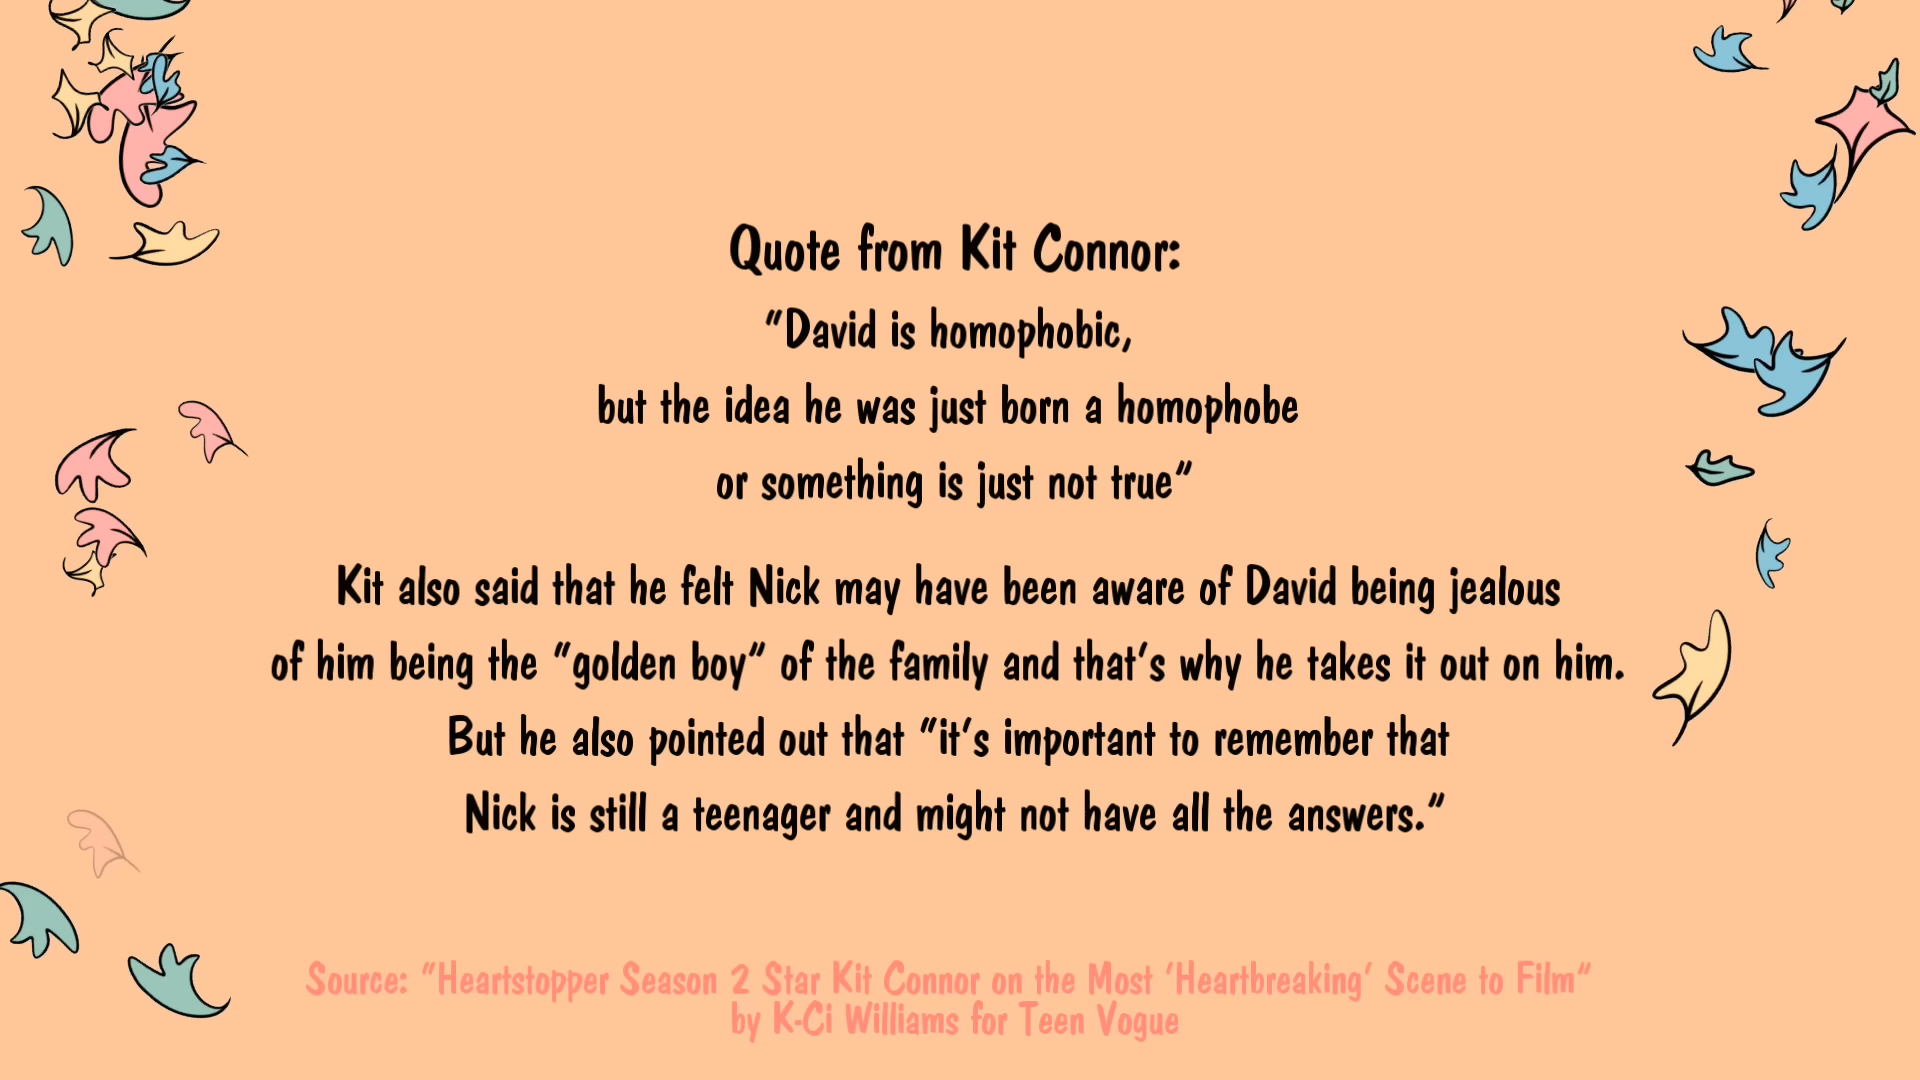 Quote from Kit Connor:
“David is homophobic,
but the idea he was just born a homophobe
or something is just not true”
Kit also said that he felt Nick may have been aware of David being jealous
of him being the “golden boy” of the family and that’s why he takes it out on him.
But he also pointed out that “it’s important to remember that
Nick is still a teenager and might not have all the answers.”
Source: “Heartstopper Season 2 Star Kit Connor on the Most ‘Heartbreaking’ Scene to Film”
by K-Ci Williams for Teen Vogue